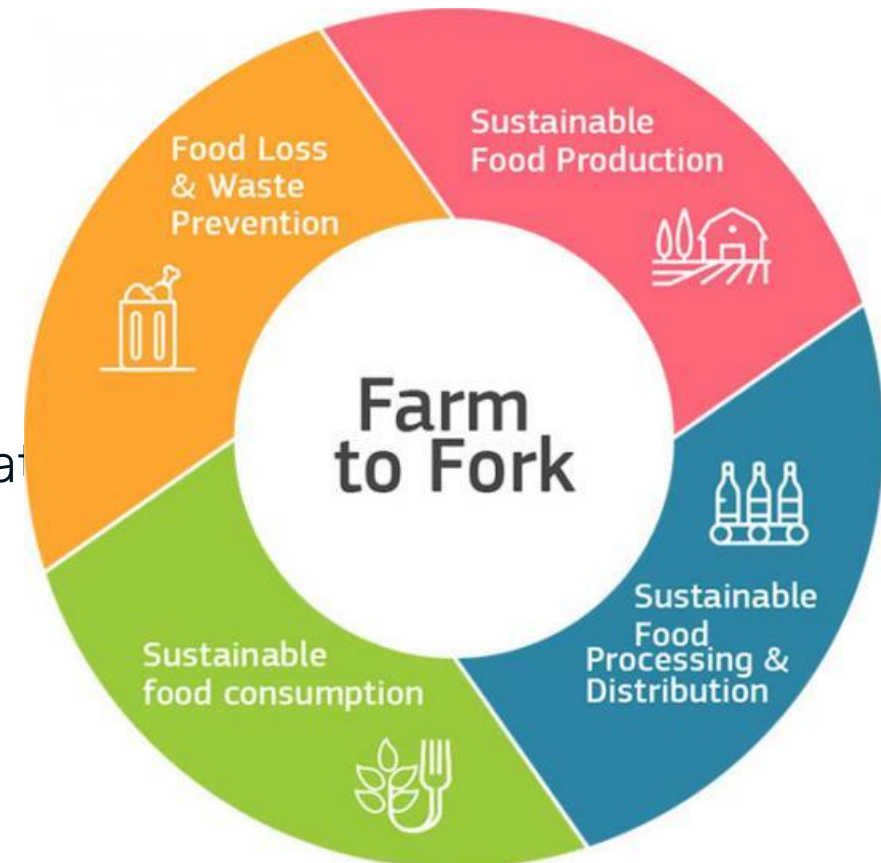 Food Loss
& Waste
Prevention
Sustainable
Food Production
Farm
to Fork
Sustainable
Food
Processing &
Distribution
Sustainable
food consumption